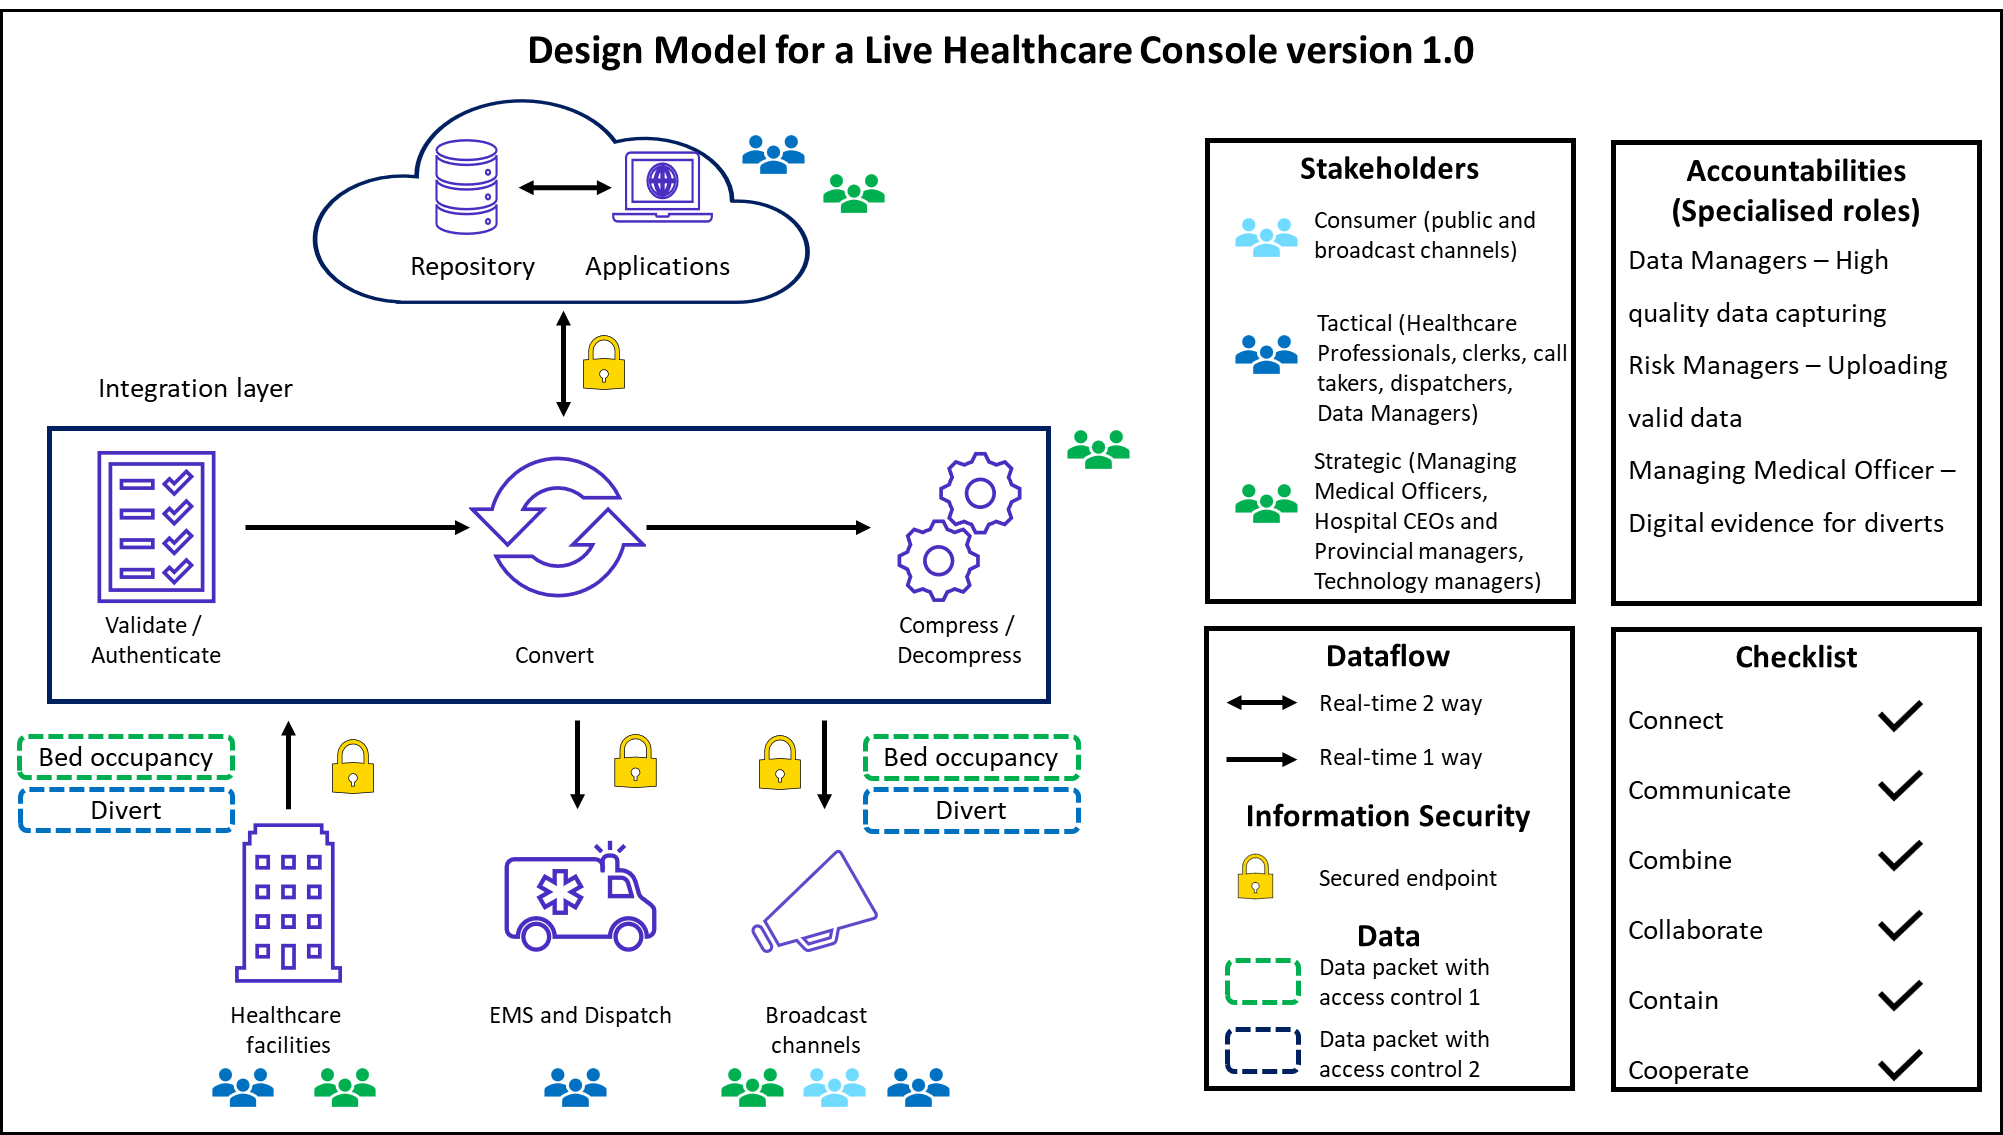 Design Model for a Live Healthcare Console version 1.0
Repository
Applications
Integration layer
Validate /
Authenticate
Convert
Compress /
Decompress
Bed occupancy
Divert
Bed occupancy
Divert
Healthcare
facilities
EMS and Dispatch
Broadcast
channels
Stakeholders
Consumer (public and
broadcast channels)
Tactical (Healthcare
Professionals, clerks, call
takers, dispatchers,
Data Managers)
Strategic (Managing
Medical Officers,
Hospital CEOs and
Provincial managers,
Technology managers)
Accountabilities
(Specialised roles)
Data Managers – High
quality data capturing
Risk Managers – Uploading
valid data
Managing Medical Officer –
Digital evidence for diverts
Dataflow
Real-time 2 way
Real-time 1 way
Information Security
Secured endpoint
Data
Data packet with
access control 1
Data packet with
access control 2
Checklist
Connect
Communicate
Combine
Collaborate
Contain
Cooperate